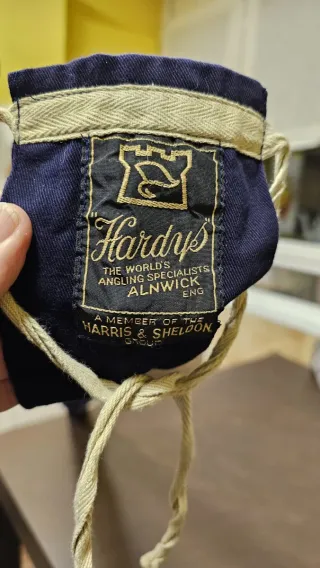 "Hardy's"
THE WORLD'S
ANGLING SPECIALISTS
ALNWICK
ENG
A MEMBER OF THE
HARRIS & SHELDON
GROUP